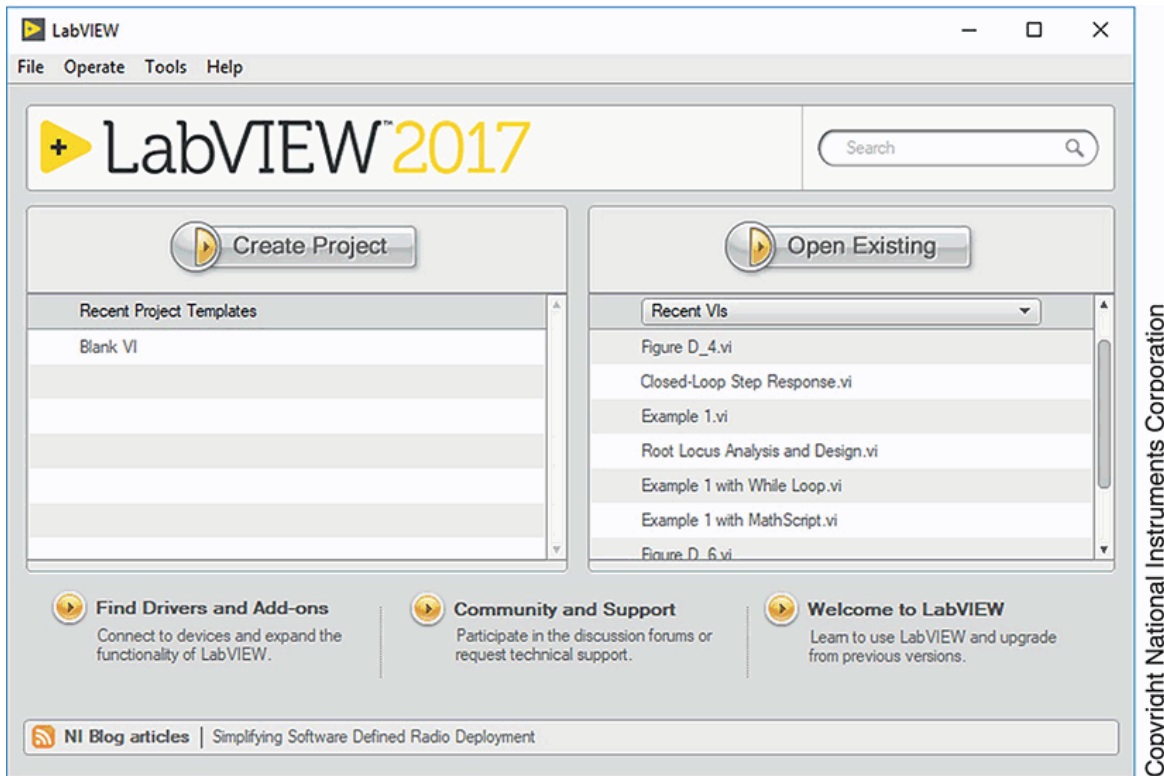 LabVIEW
File Operate Tools Help
LabVIEW™ 2017
Search
Create Project
Recent Project Templates
Blank VI
Open Existing
Recent VIs
Figure D_4.vi
Closed-Loop Step Response.vi
Example 1.vi
Root Locus Analysis and Design.vi
Example 1 with While Loop.vi
Example 1 with MathScript.vi
Figure D_6.vi
Find Drivers and Add-ons
Connect to devices and expand the
functionality of LabVIEW.
Community and Support
Participate in the discussion forums or
request technical support.
Welcome to LabVIEW
Learn to use LabVIEW and upgrade
from previous versions.
NI Blog articles | Simplifying Software Defined Radio Deployment
Copyright National Instruments Corporation